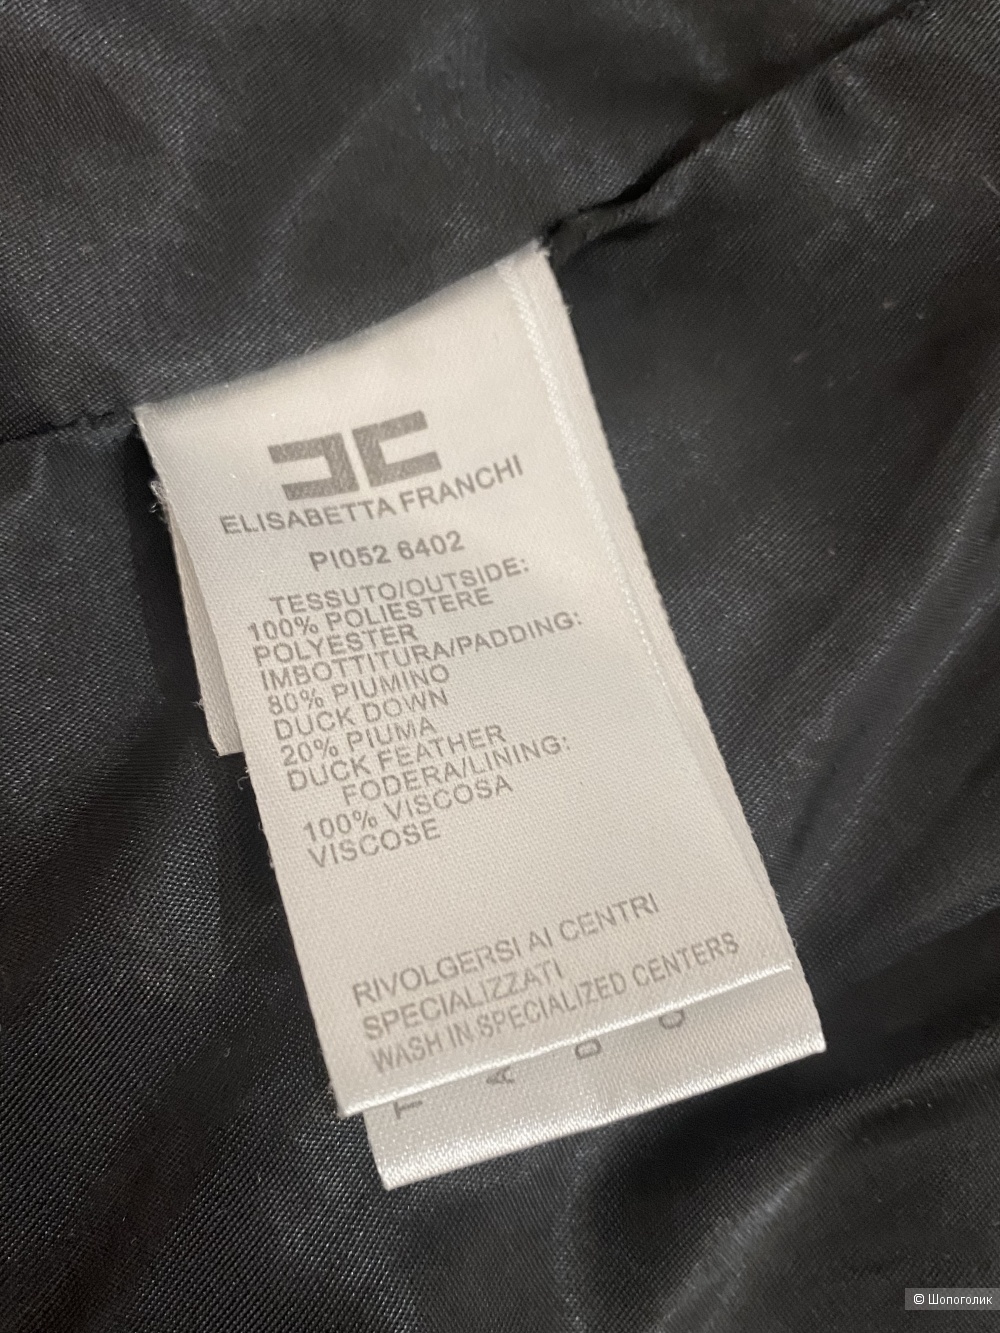 ELISABETTA FRANCHI
PI052 6402
TESSUTO/OUTSIDE:
100% POLIESTERE
POLYESTER
IMBOTTITURA/PADDING:
80% PIUMINO
DUCK DOWN
20% PIUMA
DUCK FEATHER
FODERA/LINING:
100% VISCOSA
VISCOSE
RIVOLGERSI AI CENTRI
SPECIALIZZATI
WASH IN SPECIALIZED CENTERS
© Шопоголик